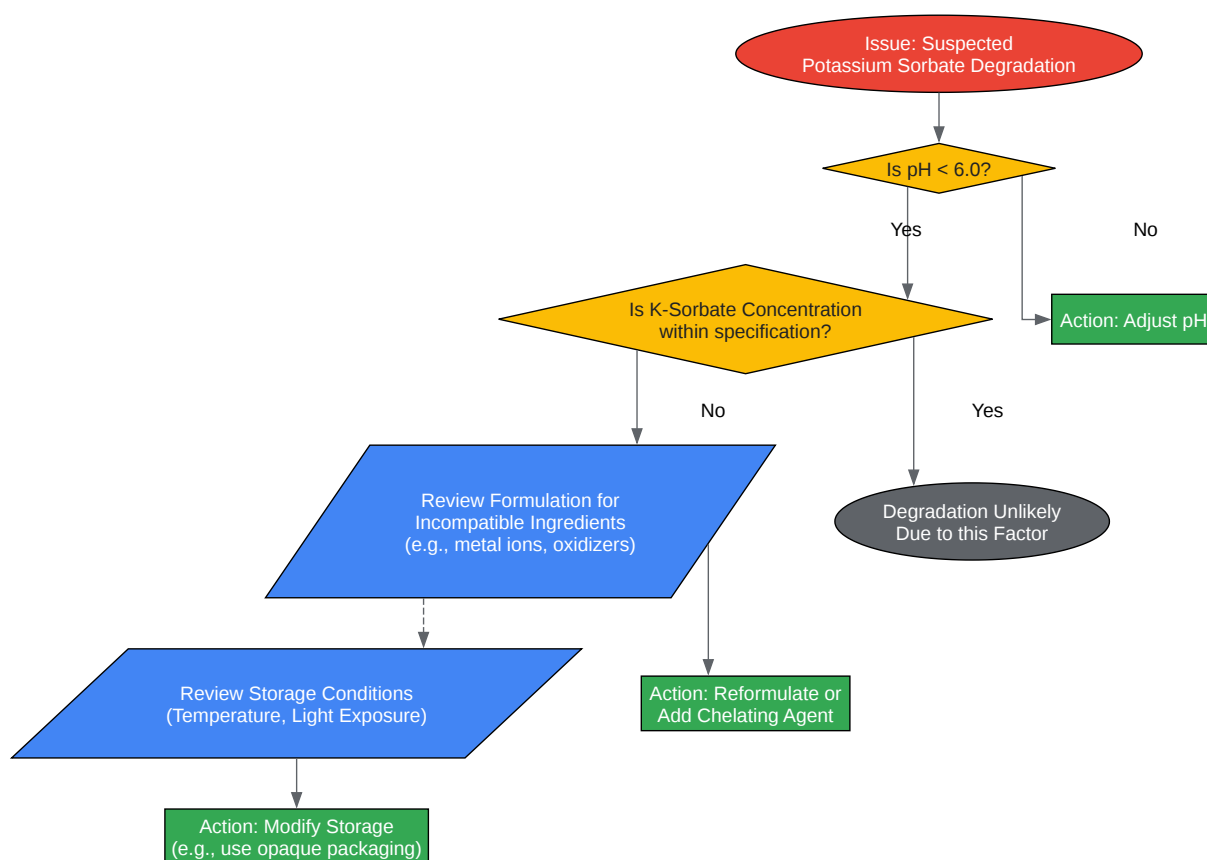 Issue: Suspected
Potassium Sorbate Degradation
Is pH < 6.0?
Yes
No
Is K-Sorbate Concentration
within specification?
Action: Adjust pH
No
Yes
Review Formulation for
Incompatible Ingredients
(e.g., metal ions, oxidizers)
Degradation Unlikely
Due to this Factor
Review Storage Conditions
(Temperature, Light Exposure)
Action: Reformulate or
Add Chelating Agent
Action: Modify Storage
(e.g., use opaque packaging)